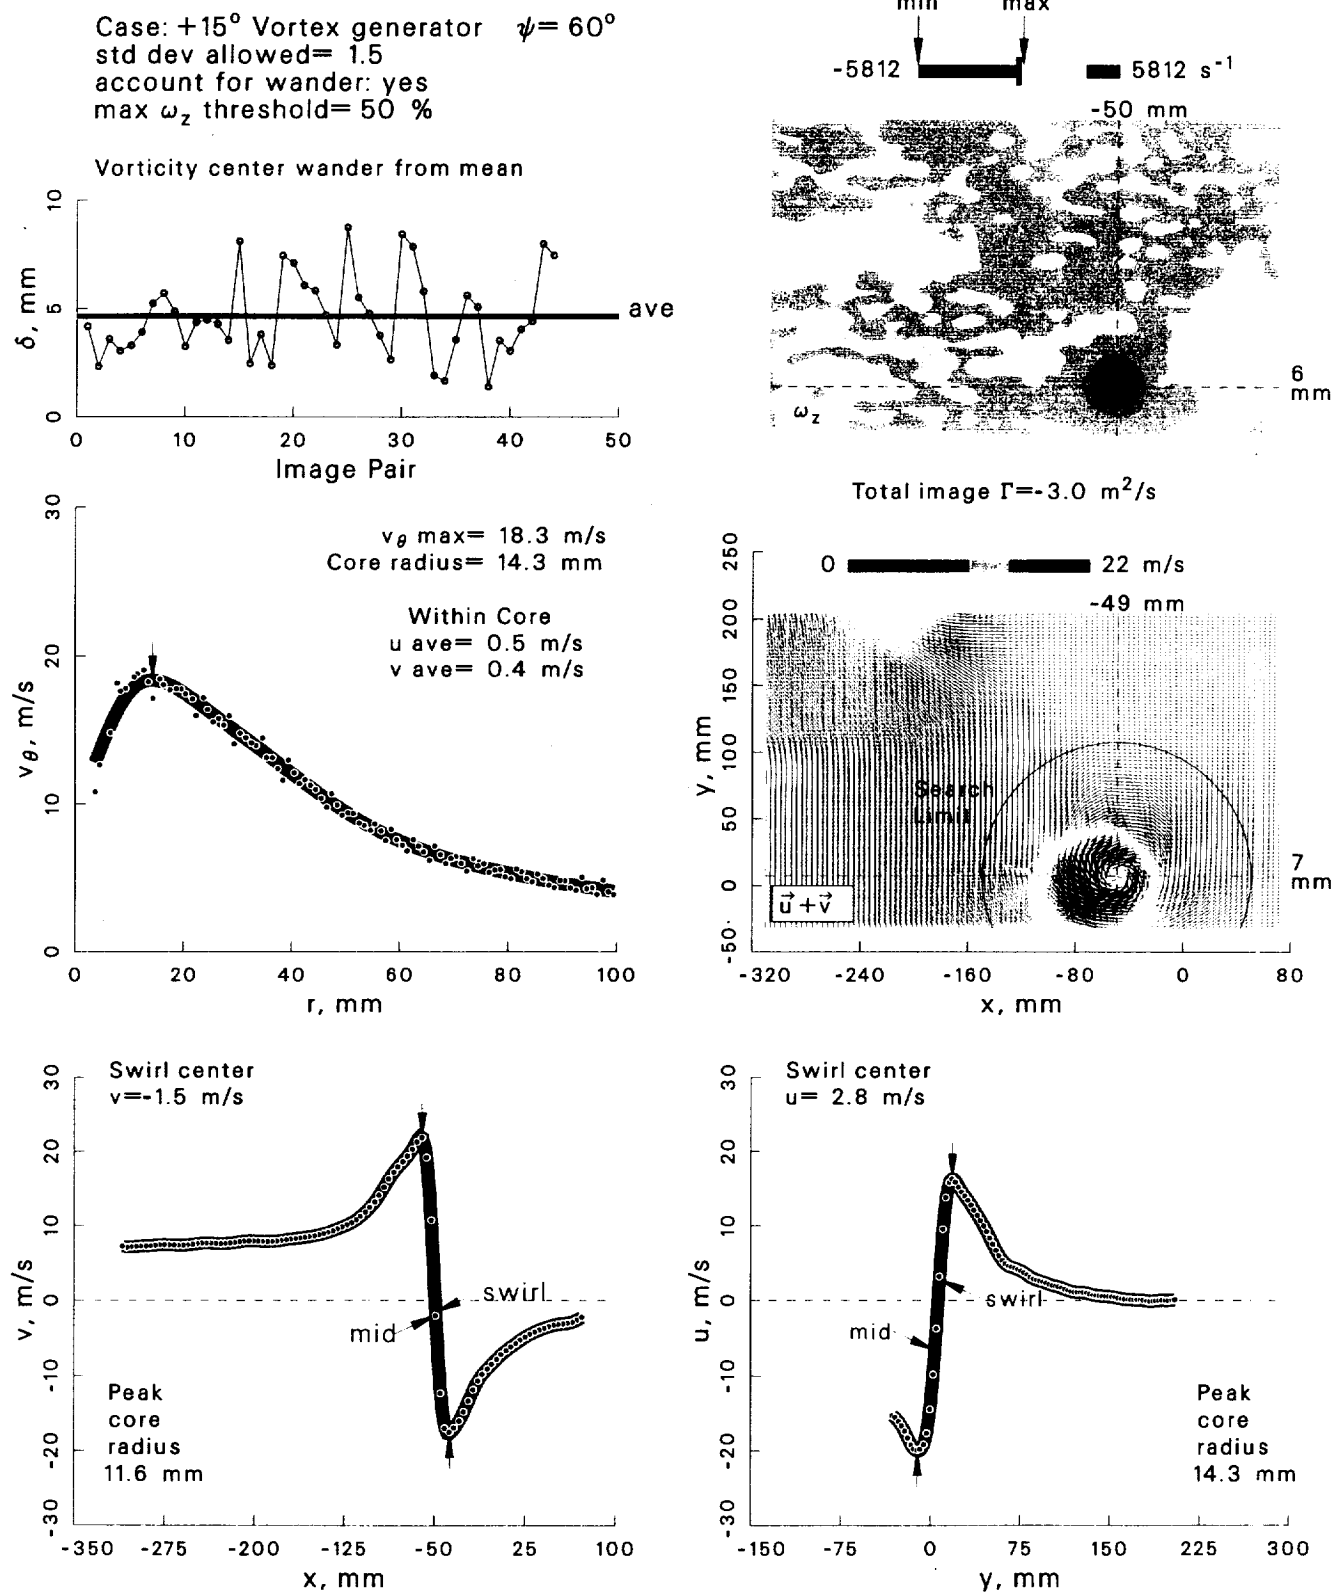 Case: +15° Vortex generator ψ= 60°
std dev allowed= 1.5
account for wander: yes
max ω_z threshold= 50 %
min max
-5812 5812 s⁻¹
-50 mm
Vorticity center wander from mean
10
5
0
δ, mm
ave
0 10 20 30 40 50
Image Pair
6
mm
ω_z
Total image Γ=-3.0 m²/s
30
20
10
0
v_θ, m/s
v_θ max= 18.3 m/s
Core radius= 14.3 mm
Within Core
u ave= 0.5 m/s
v ave= 0.4 m/s
0 20 40 60 80 100
r, mm
0 22 m/s
-49 mm
250
200
150
100
50
0
-50
y, mm
Search
Limit
7
mm
u⃗ + v⃗
-320 -240 -160 -80 0 80
x, mm
Swirl center
v=-1.5 m/s
30
20
10
0
-10
-20
-30
v, m/s
swirl
mid
Peak
core
radius
11.6 mm
-350 -275 -200 -125 -50 25 100
x, mm
Swirl center
u= 2.8 m/s
30
20
10
0
-10
-20
-30
u, m/s
swirl
mid
Peak
core
radius
14.3 mm
-150 -75 0 75 150 225 300
y, mm